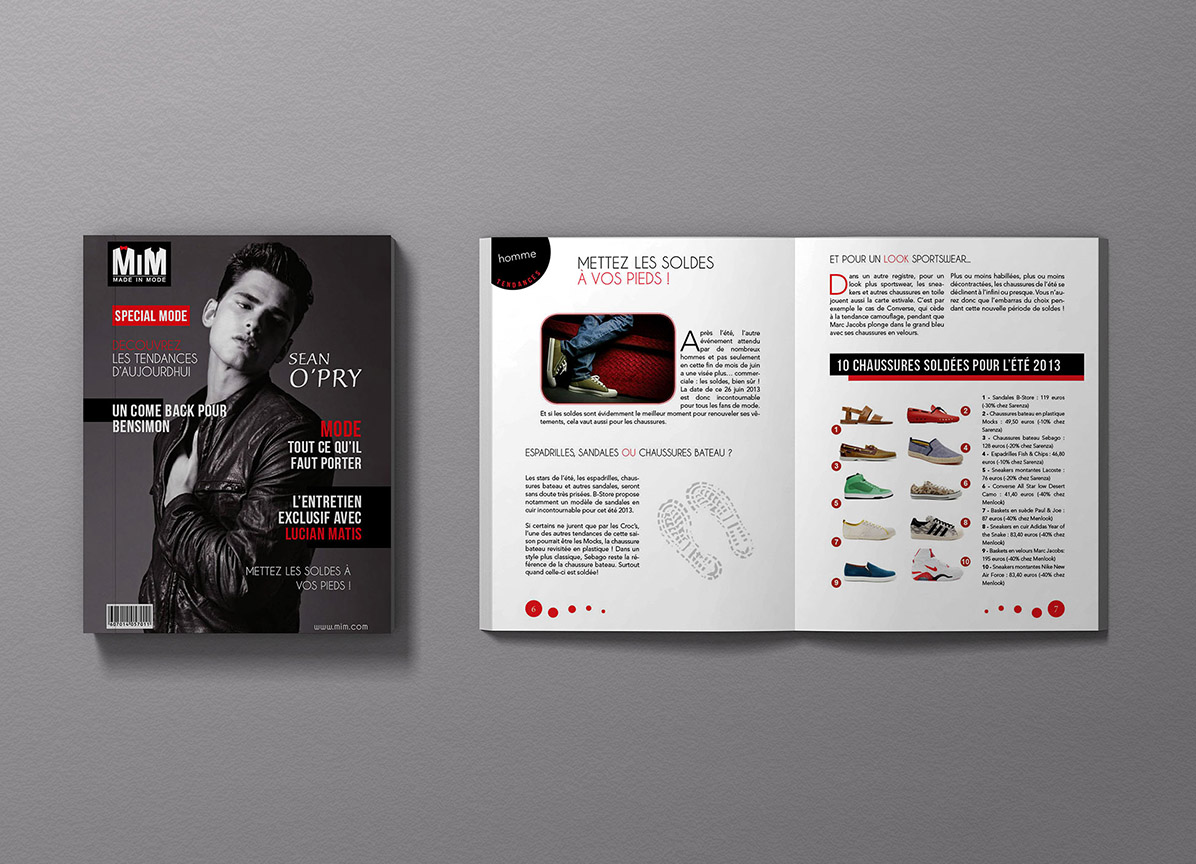 MiM
MADE IN MODE
SPECIAL MODE
DÉCOUVREZ
LES TENDANCES
D'AUJOURDHUI
SEAN
O'PRY
UN COME BACK POUR
BENSIMON
MODE
TOUT CE QU'IL
FAUT PORTER
L'ENTRETIEN
EXCLUSIF AVEC
LUCIAN MATIS
METTEZ LES SOLDES À
VOS PIEDS !
www.mim.com
homme
TENDANCES
METTEZ LES SOLDES
À VOS PIEDS !
Après l'été, l'autre
événement attendu
par de nombreux
hommes et pas seulement
en cette fin de mois de juin
a une visée plus... commer-
ciale : les soldes, bien sûr !
La date de ce 26 juin 2013
est donc incontournable
pour tous les fans de mode.
Et si les soldes sont évidemment le meilleur moment pour renouveler ses vê-
tements, cela vaut aussi pour les chaussures.
ESPADRILLES, SANDALES OU CHAUSSURES BATEAU ?
Les stars de l'été, les espadrilles, chaus-
sures bateau et autres sandales, seront
sans doute très prisées. B-Store propose
notamment un modèle de sandales en
cuir incontournable pour cet été 2013.
Si certains ne jurent que par les Croc's,
l'une des autres tendances de cette sai-
son pourrait être les Mocks, la chaussure
bateau revisitée en plastique ! Dans un
style plus classique, Sebago reste la ré-
férence de la chaussure bateau. Surtout
quand celle-ci est soldée!
6
ET POUR UN LOOK SPORTSWEAR...
Dans un autre registre, pour un
look plus sportswear, les snea-
kers et autres chaussures en toile
jouent aussi la carte estivale. C'est par
exemple le cas de Converse, qui cède
à la tendance camouflage, pendant que
Marc Jacobs plonge dans le grand bleu
avec ses chaussures en velours.
Plus ou moins habillées, plus ou moins
décontractées, les chaussures de l'été se
déclinent à l'infini ou presque. Vous n'au-
rez donc que l'embarras du choix pen-
dant cette nouvelle période de soldes !
10 CHAUSSURES SOLDÉES POUR L'ÉTÉ 2013
1
2
3
4
5
6
7
8
9
10
1 - Sandales B-Store : 119 euros
(-30% chez Sarenza)
2 - Chaussures bateau en plastique
Mocks : 49,50 euros (-10% chez
Sarenza)
3 - Chaussures bateau Sebago :
128 euros (-20% chez Sarenza)
4 - Espadrilles Fish & Chips : 46,80
euros (-10% chez Sarenza)
5 - Sneakers montantes Lacoste :
76 euros (-20% chez Sarenza)
6 - Converse All Star low Desert
Camo : 41,40 euros (-40% chez
Menlook)
7 - Baskets en suède Paul & Joe :
87 euros (-40% chez Menlook)
8 - Sneakers en cuir Adidas Year of
the Snake : 83,40 euros (-40% chez
Menlook)
9 - Baskets en velours Marc Jacobs:
195 euros (-40% chez Menlook)
10 - Sneakers montantes Nike New
Air Force : 83,40 euros (-40% chez
Menlook)
7